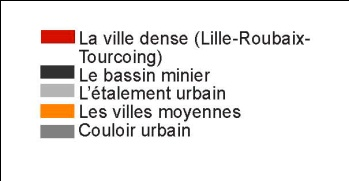 La ville dense (Lille-Roubaix-
Tourcoing)
Le bassin minier
L'étalement urbain
Les villes moyennes
Couloir urbain